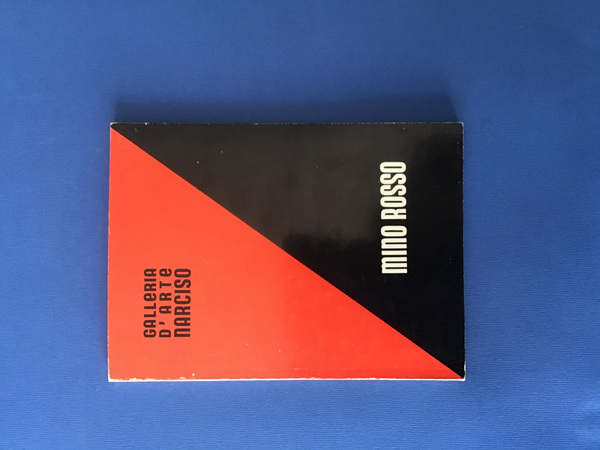 GALLERIA
D' ARTE
NARCISO
MINO ROSSO